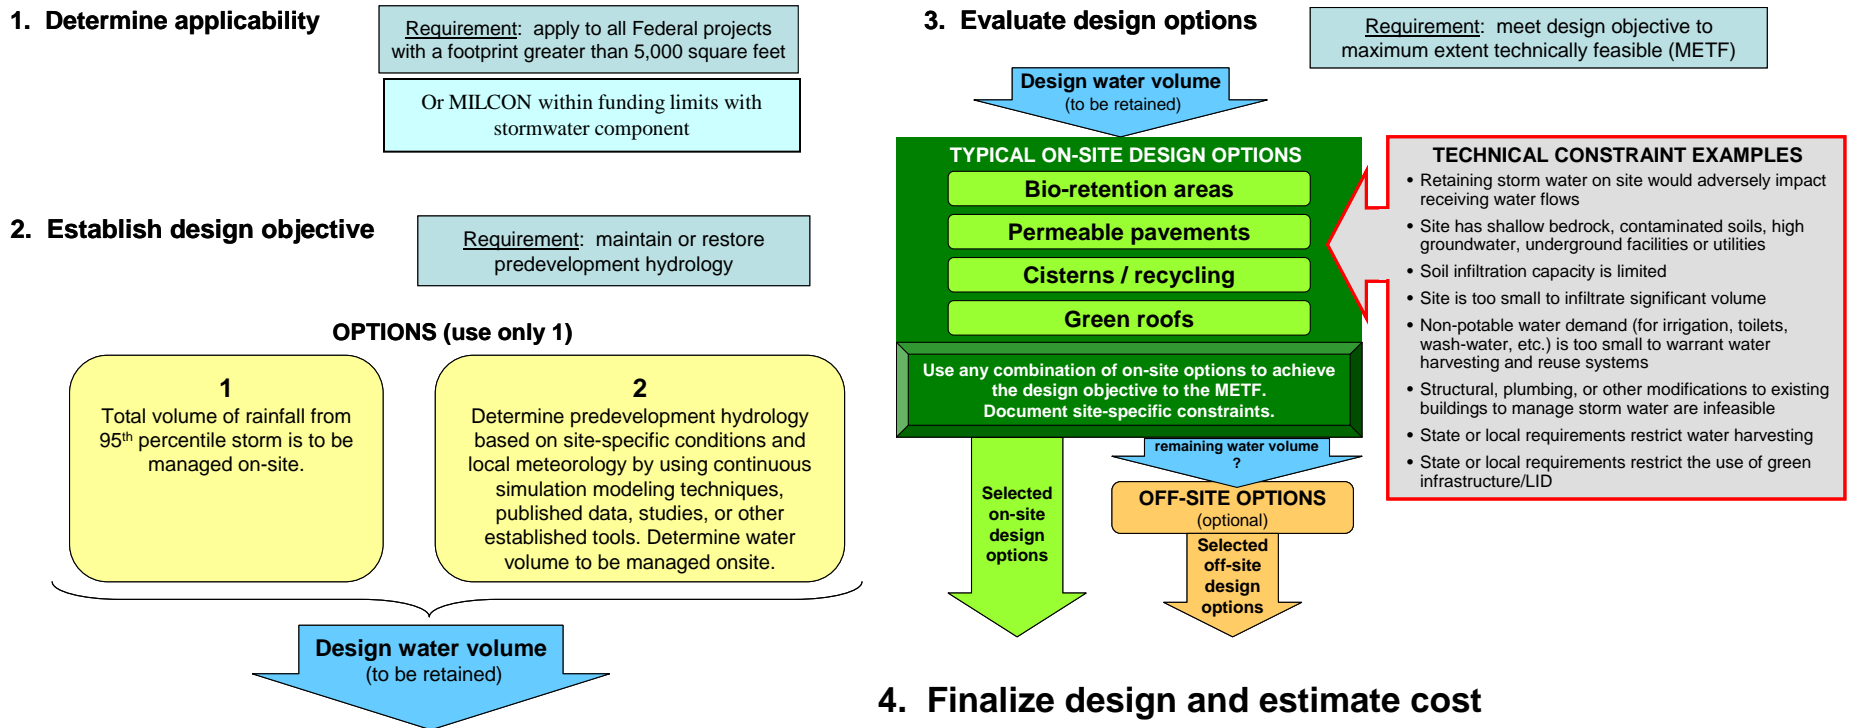 1. Determine applicability
Requirement: apply to all Federal projects
with a footprint greater than 5,000 square feet
Or MILCON within funding limits with
stormwater component
2. Establish design objective
Requirement: maintain or restore
predevelopment hydrology
OPTIONS (use only 1)
1
Total volume of rainfall from
95th percentile storm is to be
managed on-site.
2
Determine predevelopment hydrology
based on site-specific conditions and
local meteorology by using continuous
simulation modeling techniques,
published data, studies, or other
established tools. Determine water
volume to be managed onsite.
Design water volume
(to be retained)
3. Evaluate design options
Requirement: meet design objective to
maximum extent technically feasible (METF)
Design water volume
(to be retained)
TYPICAL ON-SITE DESIGN OPTIONS
Bio-retention areas
Permeable pavements
Cisterns / recycling
Green roofs
Use any combination of on-site options to achieve
the design objective to the METF.
Document site-specific constraints.
TECHNICAL CONSTRAINT EXAMPLES
• Retaining storm water on site would adversely impact
receiving water flows
• Site has shallow bedrock, contaminated soils, high
groundwater, underground facilities or utilities
• Soil infiltration capacity is limited
• Site is too small to infiltrate significant volume
• Non-potable water demand (for irrigation, toilets,
wash-water, etc.) is too small to warrant water
harvesting and reuse systems
• Structural, plumbing, or other modifications to existing
buildings to manage storm water are infeasible
• State or local requirements restrict water harvesting
• State or local requirements restrict the use of green
infrastructure/LID
Selected
on-site
design
options
remaining water volume
?
OFF-SITE OPTIONS
(optional)
Selected
off-site
design
options
4. Finalize design and estimate cost